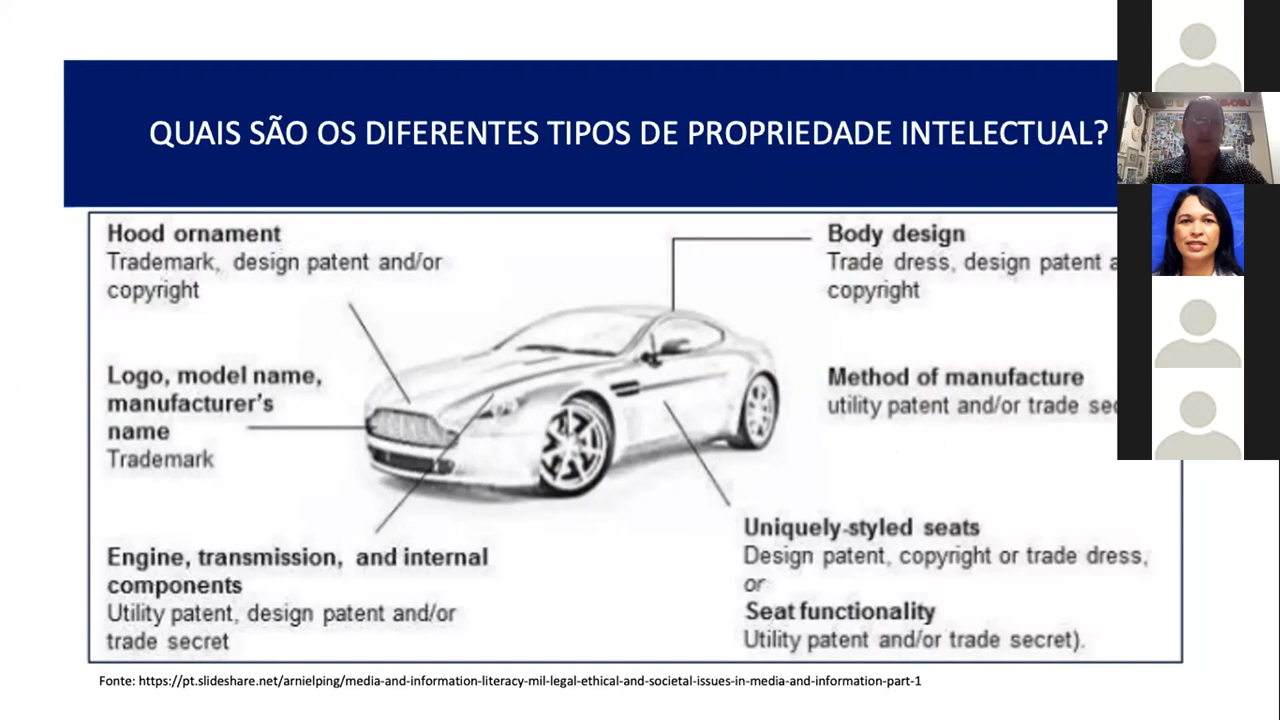 QUAIS SÃO OS DIFERENTES TIPOS DE PROPRIEDADE INTELECTUAL?
Hood ornament
Trademark, design patent and/or
copyright
Logo, model name,
manufacturer's
name
Trademark
Engine, transmission, and internal
components
Utility patent, design patent and/or
trade secret
Body design
Trade dress, design patent
copyright
Method of manufacture
utility patent and/or trade
Uniquely-styled seats
Design patent, copyright or trade dress,
or
Seat functionality
Utility patent and/or trade secret).
Fonte: https://pt.slideshare.net/arnielping/media-and-information-literacy-mil-legal-ethical-and-societal-issues-in-media-and-information-part-1